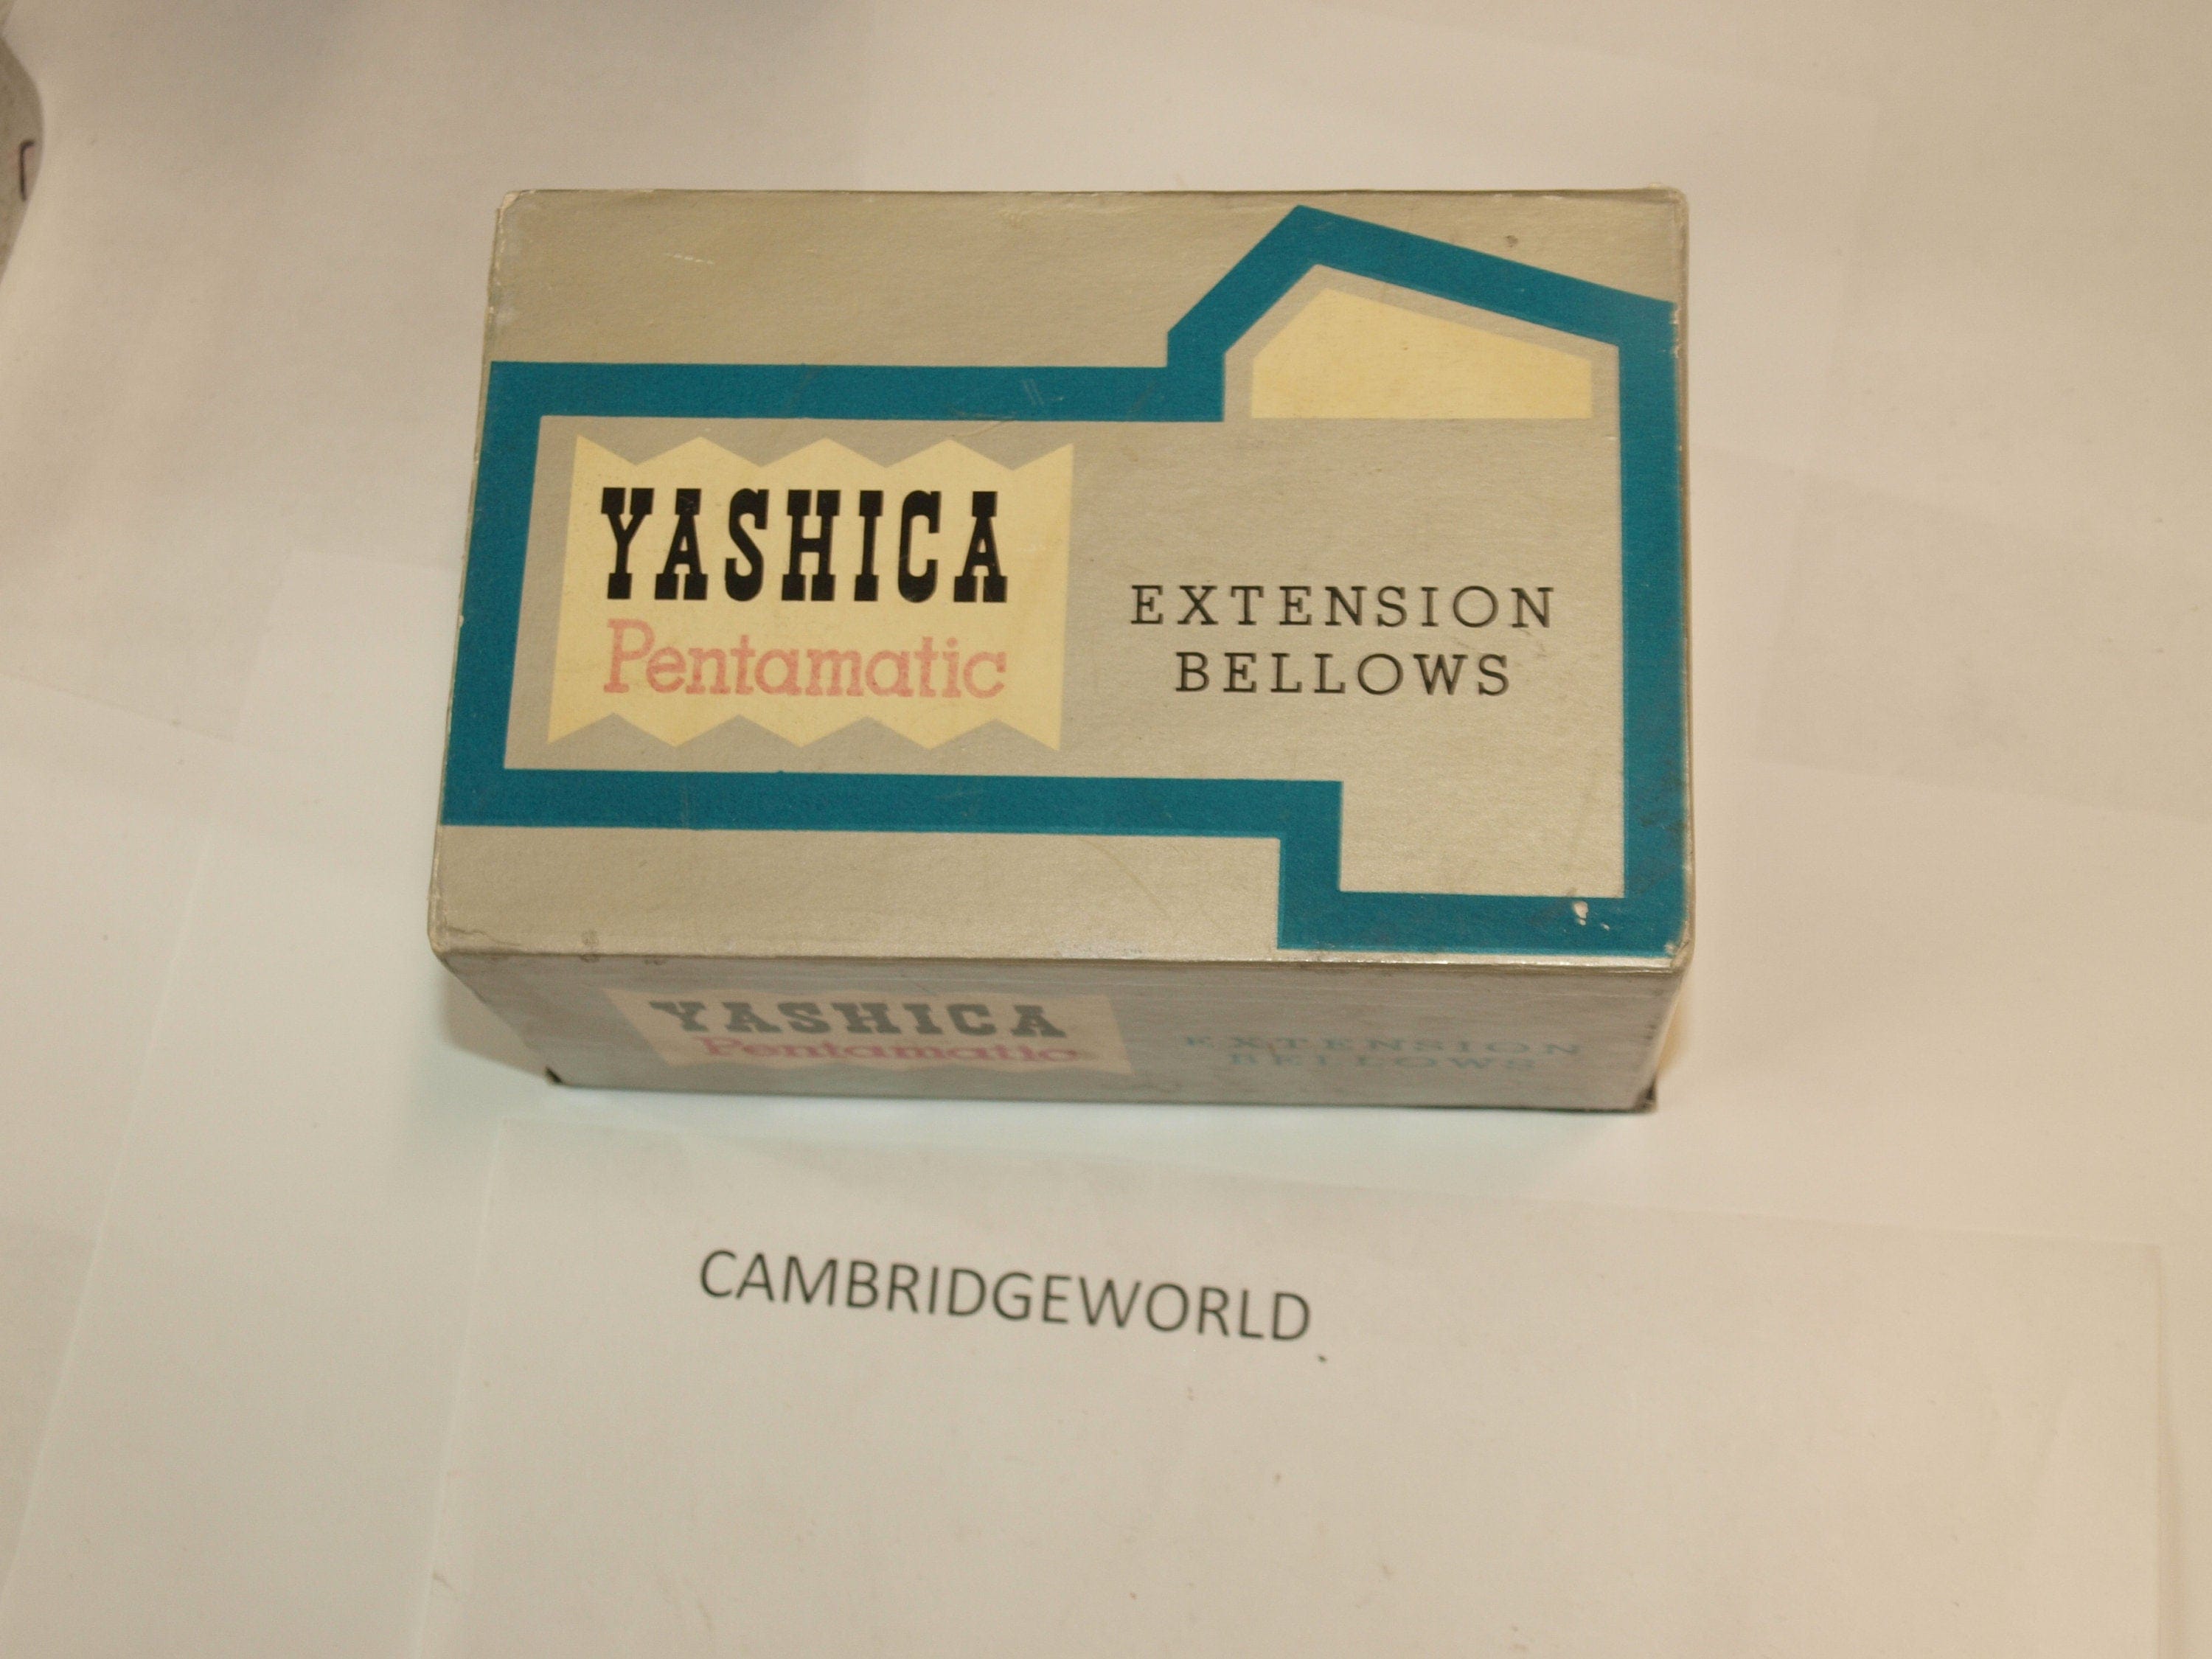 YASHICA
Pentamatic
EXTENSION
BELLOWS
YASHICA
Pentamatic
EXTENSION
BELLOWS
CAMBRIDGEWORLD